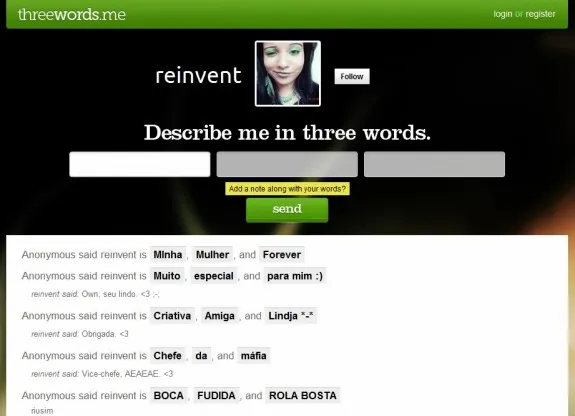 threewords.me
login or register
reinvent
Follow
Describe me in three words.
Add a note along with your words?
send
Anonymous said reinvent is MInha, Mulher, and Forever
Anonymous said reinvent is Muito, especial, and para mim :)
reinvent said: Own, seu lindo. <3 ;-;
Anonymous said reinvent is Criativa, Amiga, and Lindja *-*
reinvent said: Obrigada. <3
Anonymous said reinvent is Chefe, da, and máfia
reinvent said: Vice-chefe, AEAEAE. <3
Anonymous said reinvent is BOCA, FUDIDA, and ROLA BOSTA
riusim